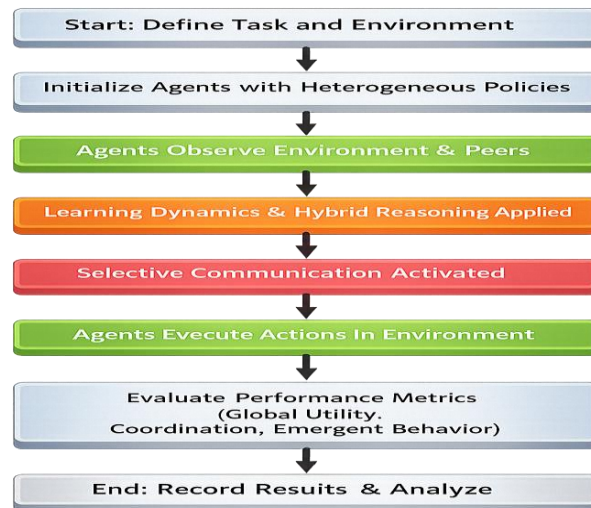 Start: Define Task and Environment
Initialize Agents with Heterogeneous Policies
Agents Observe Environment & Peers
Learning Dynamics & Hybrid Reasoning Applied
Selective Communication Activated
Agents Execute Actions In Environment
Evaluate Performance Metrics
(Global Utility.
Coordination, Emergent Behavior)
End: Record Resuits & Analyze